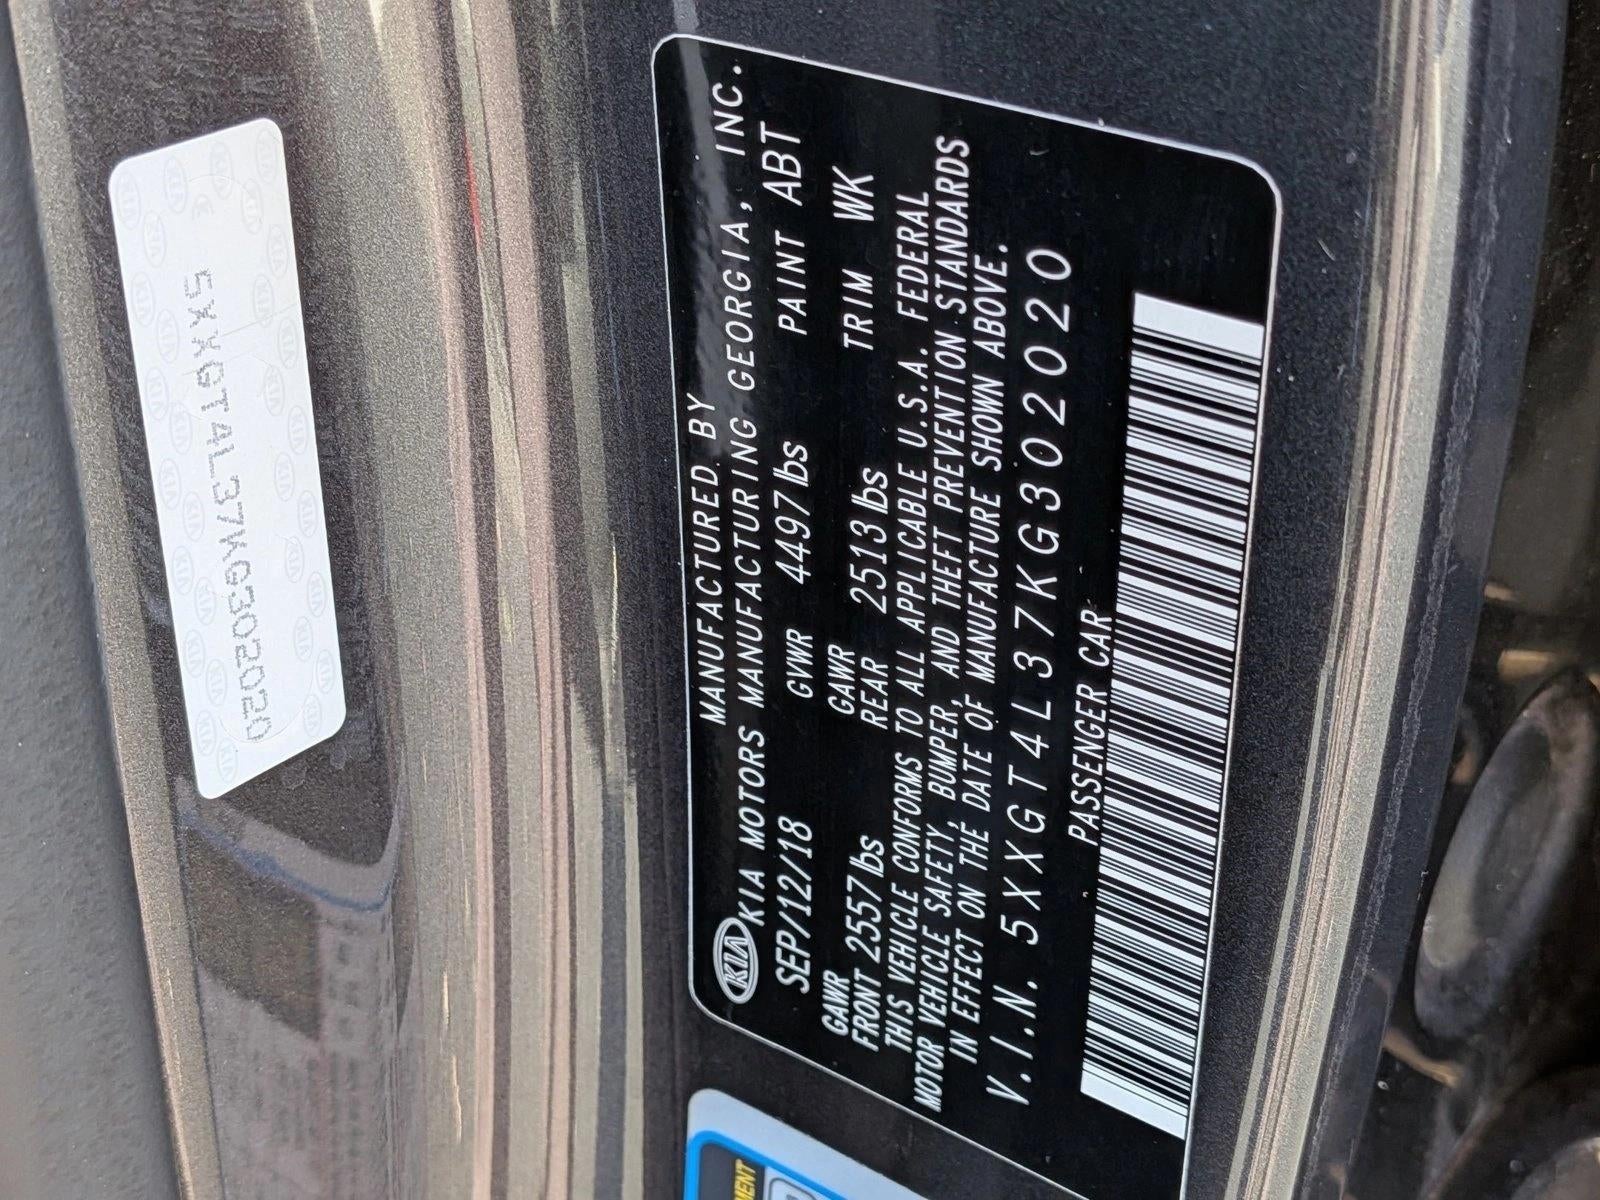 5XXGT4L37KG302020
MANUFACTURED BY
KIA KIA MOTORS MANUFACTURING GEORGIA, INC.
SEP/12/18 GVWR 4497 lbs PAINT ABT
GAWR GAWR
FRONT 2557 lbs REAR 2513 lbs TRIM WK
THIS VEHICLE CONFORMS TO ALL APPLICABLE U.S.A. FEDERAL
MOTOR VEHICLE SAFETY, BUMPER, AND THEFT PREVENTION STANDARDS
IN EFFECT ON THE DATE OF MANUFACTURE SHOWN ABOVE.
V.I.N. 5XXGT4L37KG302020
PASSENGER CAR